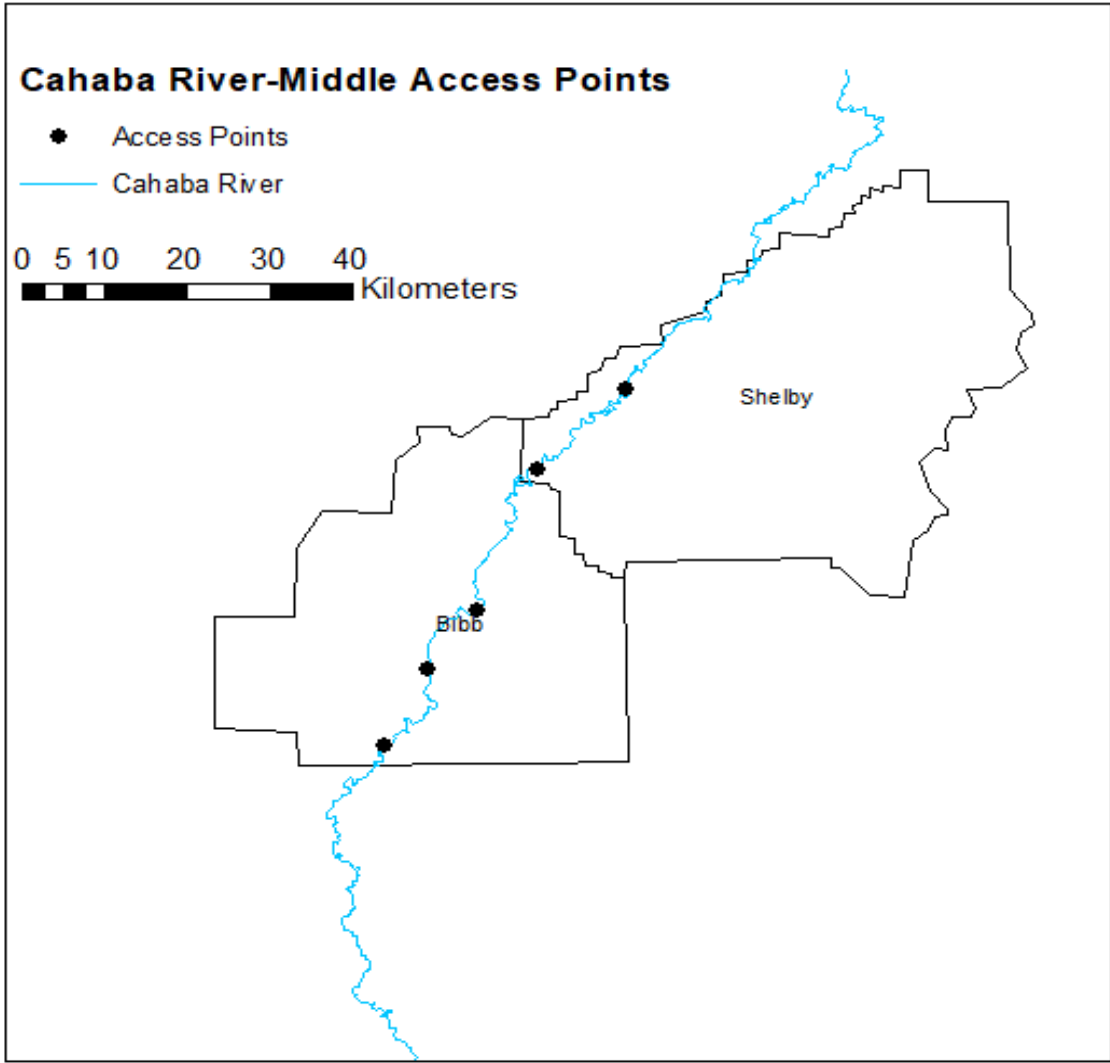 Cahaba River-Middle Access Points
Access Points
Cahaba River
0 5 10 20 30 40
Kilometers
Shelby
Bibb